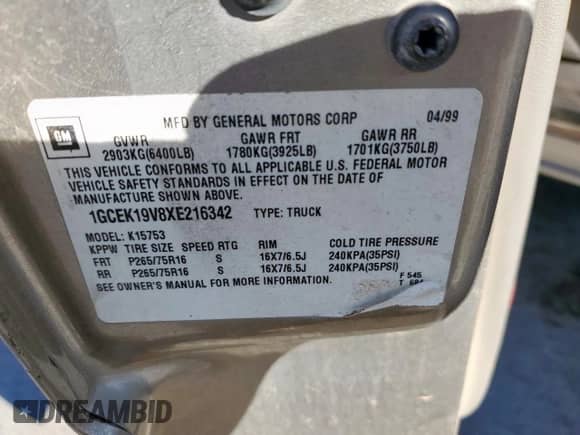 GM
MFD BY GENERAL MOTORS CORP 04/99
GVWR GAWR FRT GAWR RR
2903KG(6400LB) 1780KG(3925LB) 1701KG(3750LB)
THIS VEHICLE CONFORMS TO ALL APPLICABLE U.S. FEDERAL MOTOR
VEHICLE SAFETY STANDARDS IN EFFECT ON THE DATE OF
MANUFACTURE SHOWN ABOVE.
1GCEK19V8XE216342 TYPE: TRUCK
MODEL: K15753
KPPW TIRE SIZE SPEED RTG RIM COLD TIRE PRESSURE
FRT P265/75R16 S 16X7/6.5J 240KPA(35PSI)
RR P265/75R16 S 16X7/6.5J 240KPA(35PSI)
SEE OWNER'S MANUAL FOR MORE INFORMATION.
F 545
T
DREAMBID